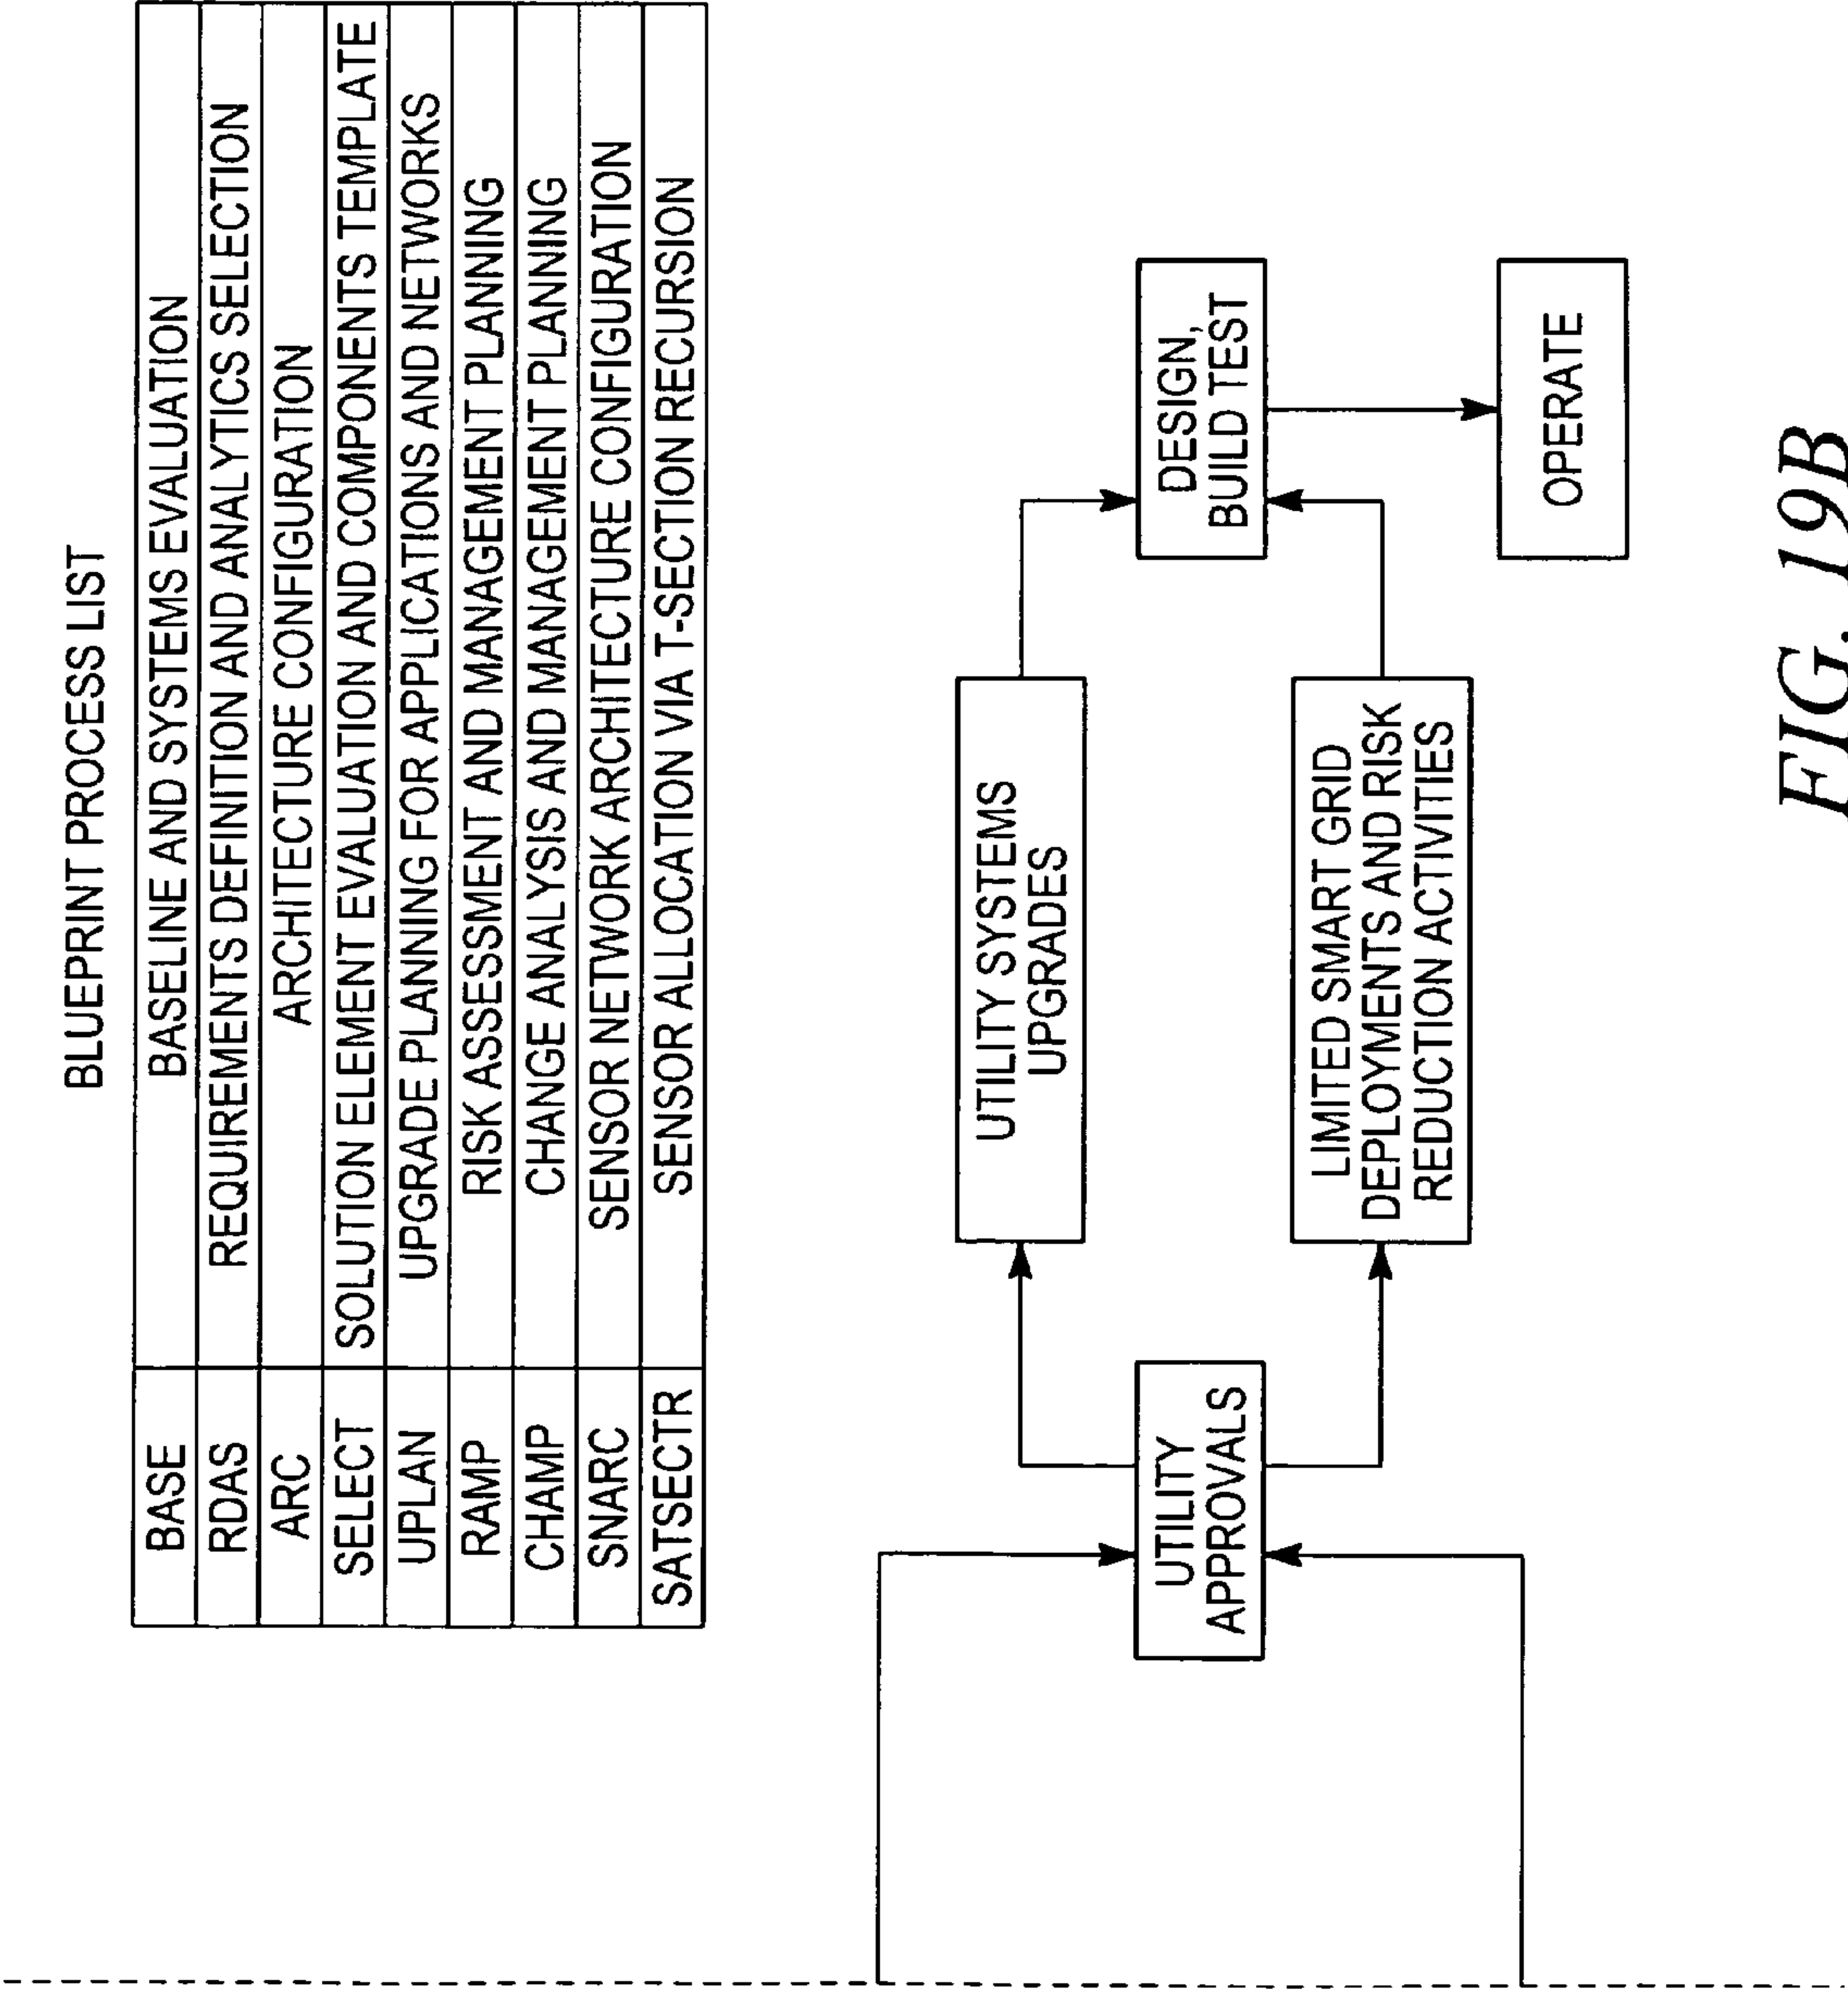 BLUEPRINT PROCESS LIST
BASE BASELINE AND SYSTEMS EVALUATION
RDAS REQUIREMENTS DEFINITION AND ANALYTICS SELECTION
ARC ARCHITECTURE CONFIGURATION
SELECT SOLUTION ELEMENT EVALUATION AND COMPONENTS TEMPLATE
UPLAN UPGRADE PLANNING FOR APPLICATIONS AND NETWORKS
RAMP RISK ASSESSMENT AND MANAGEMENT PLANNING
CHAMP CHANGE ANALYSIS AND MANAGEMENT PLANNING
SNARC SENSOR NETWORK ARCHITECTURE CONFIGURATION
SATSECTR SENSOR ALLOCATION VIA T-SECTION RECURSION
UTILITY
APPROVALS
UTILITY SYSTEMS
UPGRADES
LIMITED SMART GRID
DEPLOYMENTS AND RISK
REDUCTION ACTIVITIES
DESIGN,
BUILD TEST
OPERATE
FIG. 19B